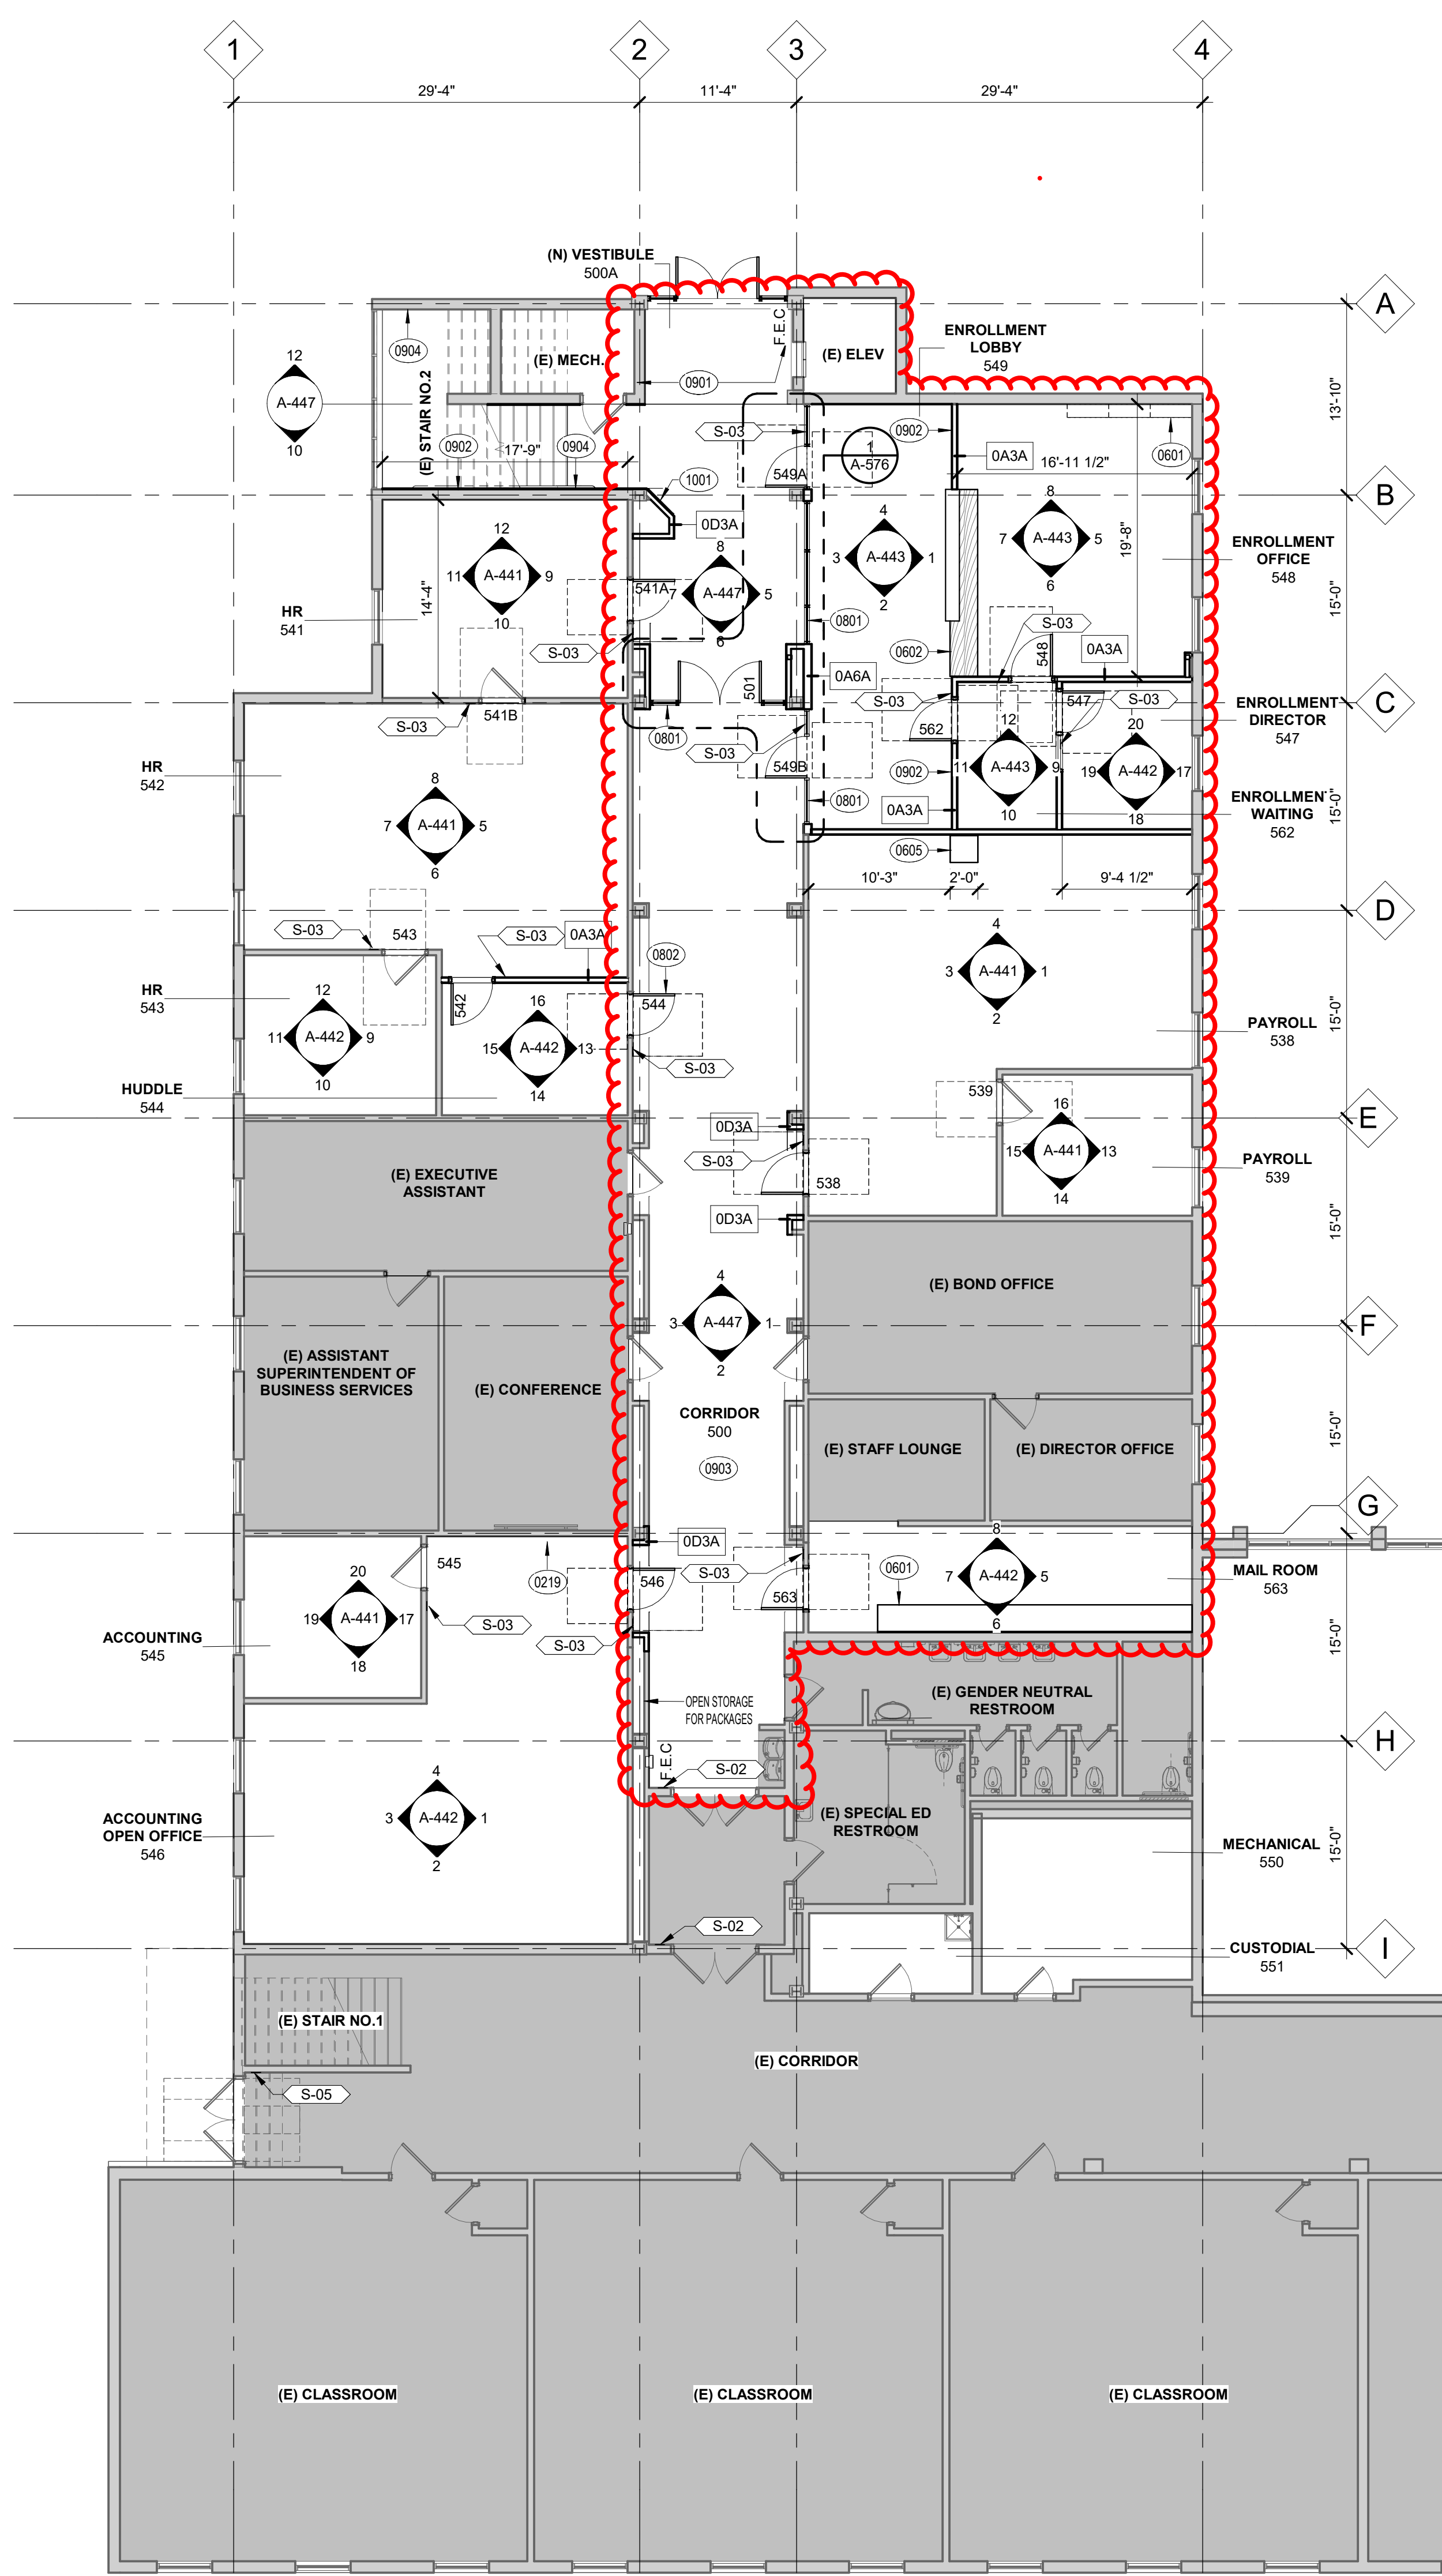 1
2
3
4
29'-4"
11'-4"
29'-4"
(N) VESTIBULE
500A
A
F.E.C
ENROLLMENT
LOBBY
549
12
A-447
10
0904
(E) STAIR NO.2
(E) MECH.
(E) ELEV
0901
13'-10"
0902
17'-9"
0904
S-03
0902
1
A-576
0A3A
16'-11 1/2"
0601
549A
1001
B
0D3A
12
11
A-441
9
10
14'-4"
HR
541
541A
8
7
A-447
5
6
4
3
A-443
1
2
8
7
A-443
5
6
19'-8"
ENROLLMENT
OFFICE
548
15'-0"
0801
S-03
S-03
0602
548
0A3A
501
0A6A
S-03
547
S-03
C
S-03
541B
0801
S-03
549B
562
12
11
A-443
9
10
20
19
A-442
17
18
ENROLLMENT
DIRECTOR
547
HR
542
8
7
A-441
5
6
0902
0801
0A3A
ENROLLMENT
WAITING
562
15'-0"
0605
10'-3"
2'-0"
9'-4 1/2"
D
S-03
543
S-03
0A3A
0802
4
3
A-441
1
2
HR
543
12
11
A-442
9
10
542
16
15
A-442
13
14
544
S-03
PAYROLL
538
15'-0"
HUDDLE
544
539
16
15
A-441
13
14
E
0D3A
S-03
538
PAYROLL
539
(E) EXECUTIVE
ASSISTANT
0D3A
15'-0"
(E) BOND OFFICE
4
3
A-447
1
2
F
(E) ASSISTANT
SUPERINTENDENT OF
BUSINESS SERVICES
(E) CONFERENCE
CORRIDOR
500
0903
(E) STAFF LOUNGE
(E) DIRECTOR OFFICE
15'-0"
G
0D3A
545
0219
546
S-03
563
0601
8
7
A-442
5
6
MAIL ROOM
563
20
19
A-441
17
18
S-03
S-03
ACCOUNTING
545
15'-0"
OPEN STORAGE
FOR PACKAGES
(E) GENDER NEUTRAL
RESTROOM
H
F.E.C
S-02
4
3
A-442
1
2
ACCOUNTING
OPEN OFFICE
546
(E) SPECIAL ED
RESTROOM
MECHANICAL
550
15'-0"
S-02
CUSTODIAL
551
I
(E) STAIR NO.1
(E) CORRIDOR
S-05
(E) CLASSROOM
(E) CLASSROOM
(E) CLASSROOM